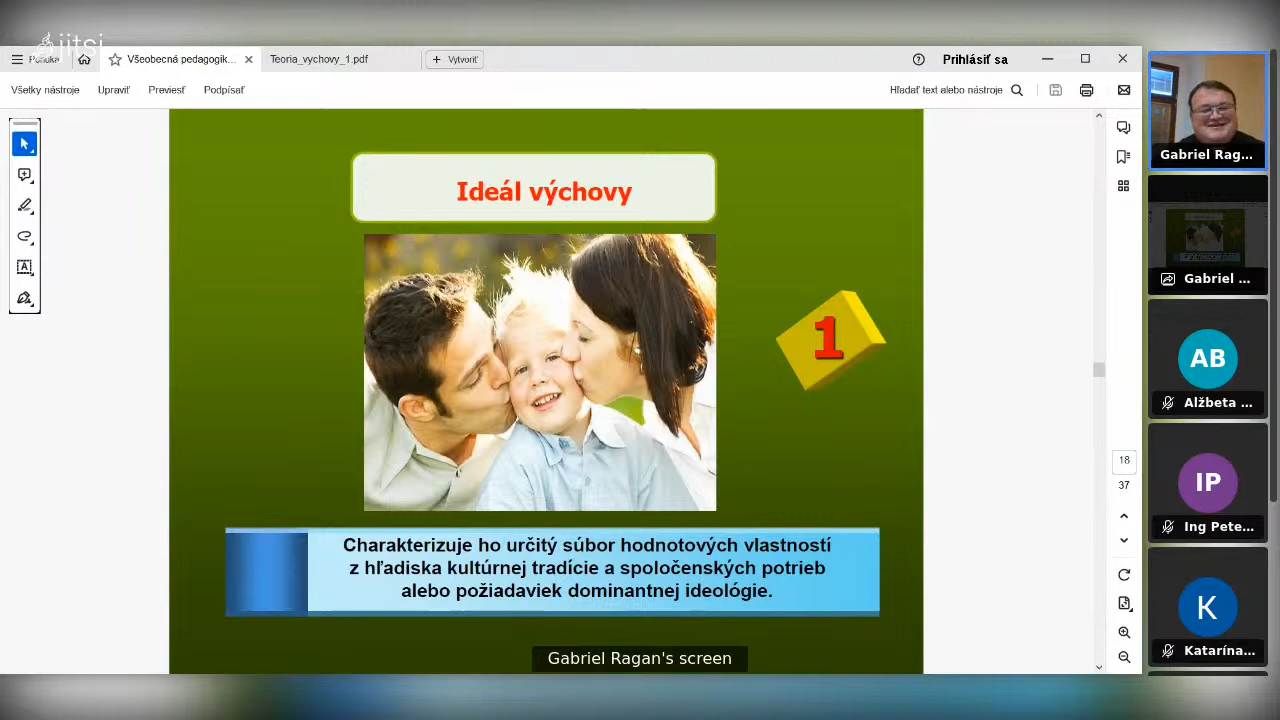 jitsi
Ponuka
Všeobecná pedagogik...
Teoria_vychovy_1.pdf
Vytvoriť
Prihlásiť sa
Všetky nástroje
Upraviť
Previesť
Podpísať
Hľadať text alebo nástroje
Ideál výchovy
1
Charakterizuje ho určitý súbor hodnotových vlastností
z hľadiska kultúrnej tradície a spoločenských potrieb
alebo požiadaviek dominantnej ideológie.
18
37
Gabriel Ragan's screen
Gabriel Rag...
Gabriel ...
AB
Alžbeta ...
IP
Ing Pete...
K
Katarína...